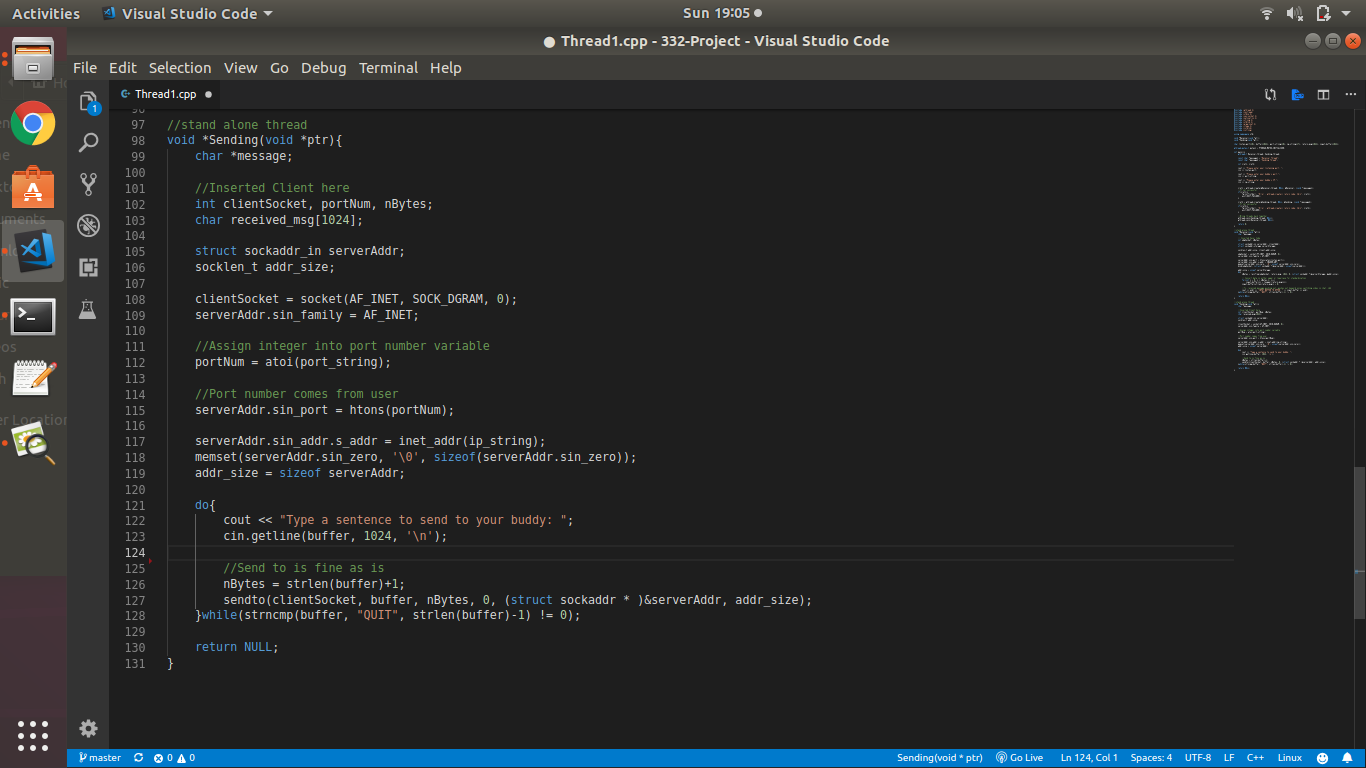 Activities Visual Studio Code Sun 19:05
Thread1.cpp - 332-Project - Visual Studio Code
File Edit Selection View Go Debug Terminal Help
Thread1.cpp
1
96
97 //stand alone thread
98 void *Sending(void *ptr){
99 char *message;
100
101 //Inserted Client here
102 int clientSocket, portNum, nBytes;
103 char received_msg[1024];
104
105 struct sockaddr_in serverAddr;
106 socklen_t addr_size;
107
108 clientSocket = socket(AF_INET, SOCK_DGRAM, 0);
109 serverAddr.sin_family = AF_INET;
110
111 //Assign integer into port number variable
112 portNum = atoi(port_string);
113
114 //Port number comes from user
115 serverAddr.sin_port = htons(portNum);
116
117 serverAddr.sin_addr.s_addr = inet_addr(ip_string);
118 memset(serverAddr.sin_zero, '\0', sizeof(serverAddr.sin_zero));
119 addr_size = sizeof serverAddr;
120
121 do{
122 cout << "Type a sentence to send to your buddy: ";
123 cin.getline(buffer, 1024, '\n');
124
125 //Send to is fine as is
126 nBytes = strlen(buffer)+1;
127 sendto(clientSocket, buffer, nBytes, 0, (struct sockaddr * )&serverAddr, addr_size);
128 }while(strncmp(buffer, "QUIT", strlen(buffer)-1) != 0);
129
130 return NULL;
131 }
master 0 0 Sending(void * ptr) Go Live Ln 124, Col 1 Spaces: 4 UTF-8 LF C++ Linux